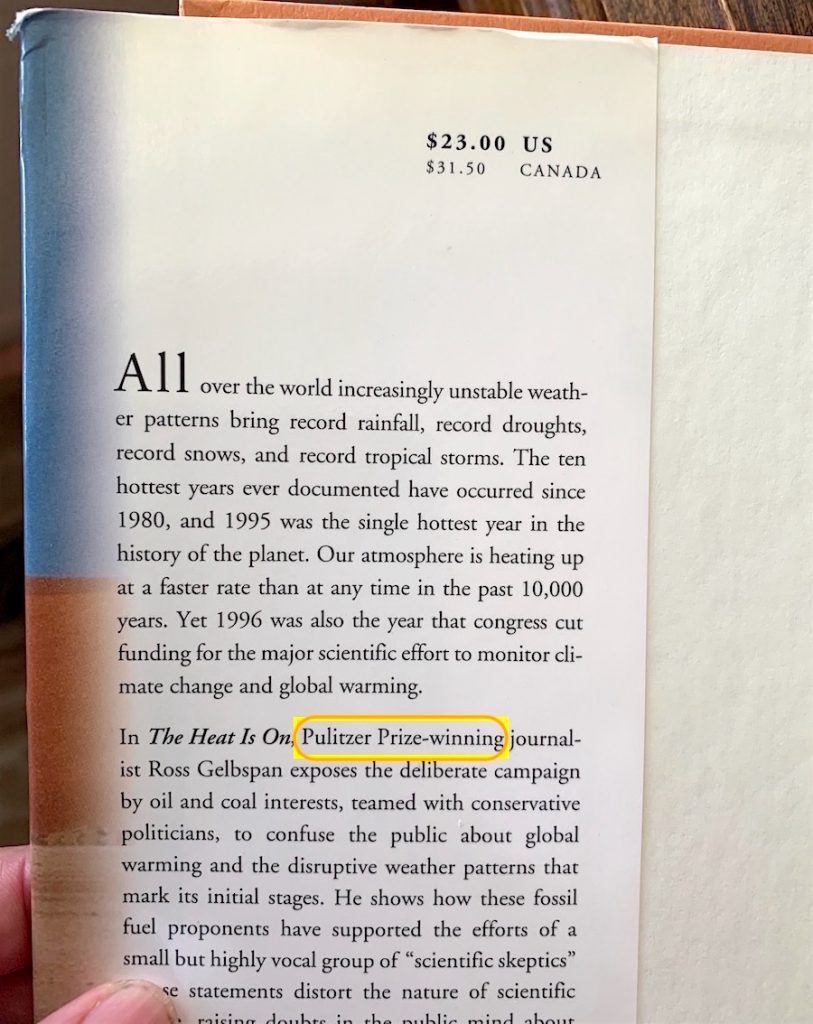 $23.00 US
$31.50 CANADA
All over the world increasingly unstable weath-
er patterns bring record rainfall, record droughts,
record snows, and record tropical storms. The ten
hottest years ever documented have occurred since
1980, and 1995 was the single hottest year in the
history of the planet. Our atmosphere is heating up
at a faster rate than at any time in the past 10,000
years. Yet 1996 was also the year that congress cut
funding for the major scientific effort to monitor cli-
mate change and global warming.
In The Heat Is On, Pulitzer Prize-winning journal-
ist Ross Gelbspan exposes the deliberate campaign
by oil and coal interests, teamed with conservative
politicians, to confuse the public about global
warming and the disruptive weather patterns that
mark its initial stages. He shows how these fossil
fuel proponents have supported the efforts of a
small but highly vocal group of “scientific skeptics”
statements distort the nature of scientific
raising doubts in the public mind about